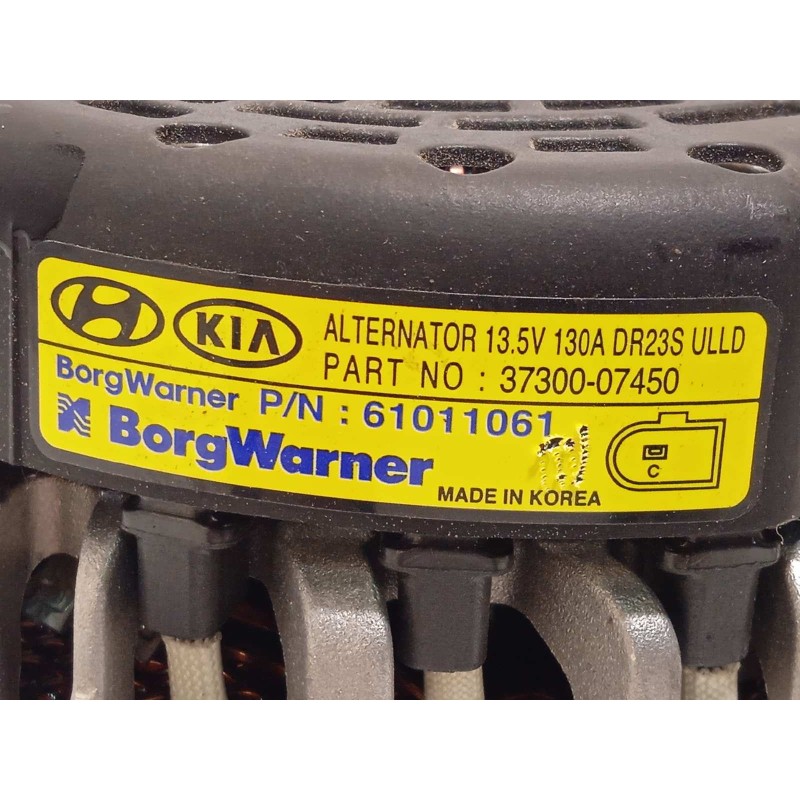 KIA ALTERNATOR 13.5V 130A DR23S ULLD
PART NO : 37300-07450
BorgWarner P/N : 61011061
BorgWarner
C
MADE IN KOREA